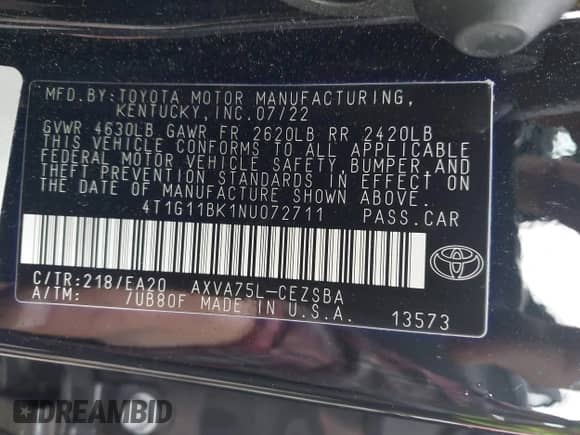 MFD.BY:TOYOTA MOTOR MANUFACTURING,
KENTUCKY,INC.07/22
GVWR 4630LB GAWR FR 2620LB RR 2420LB
THIS VEHICLE CONFORMS TO ALL APPLICABLE
FEDERAL MOTOR VEHICLE SAFETY,BUMPER,AND
THEFT PREVENTION STANDARDS IN EFFECT ON
THE DATE OF MANUFACTURE SHOWN ABOVE.
4T1G11BK1NU072711 PASS.CAR
C/TR:218/EA20 AXVA75L-CEZSBA
A/TM: /UB80F MADE IN U.S.A. 13573
DREAMBID